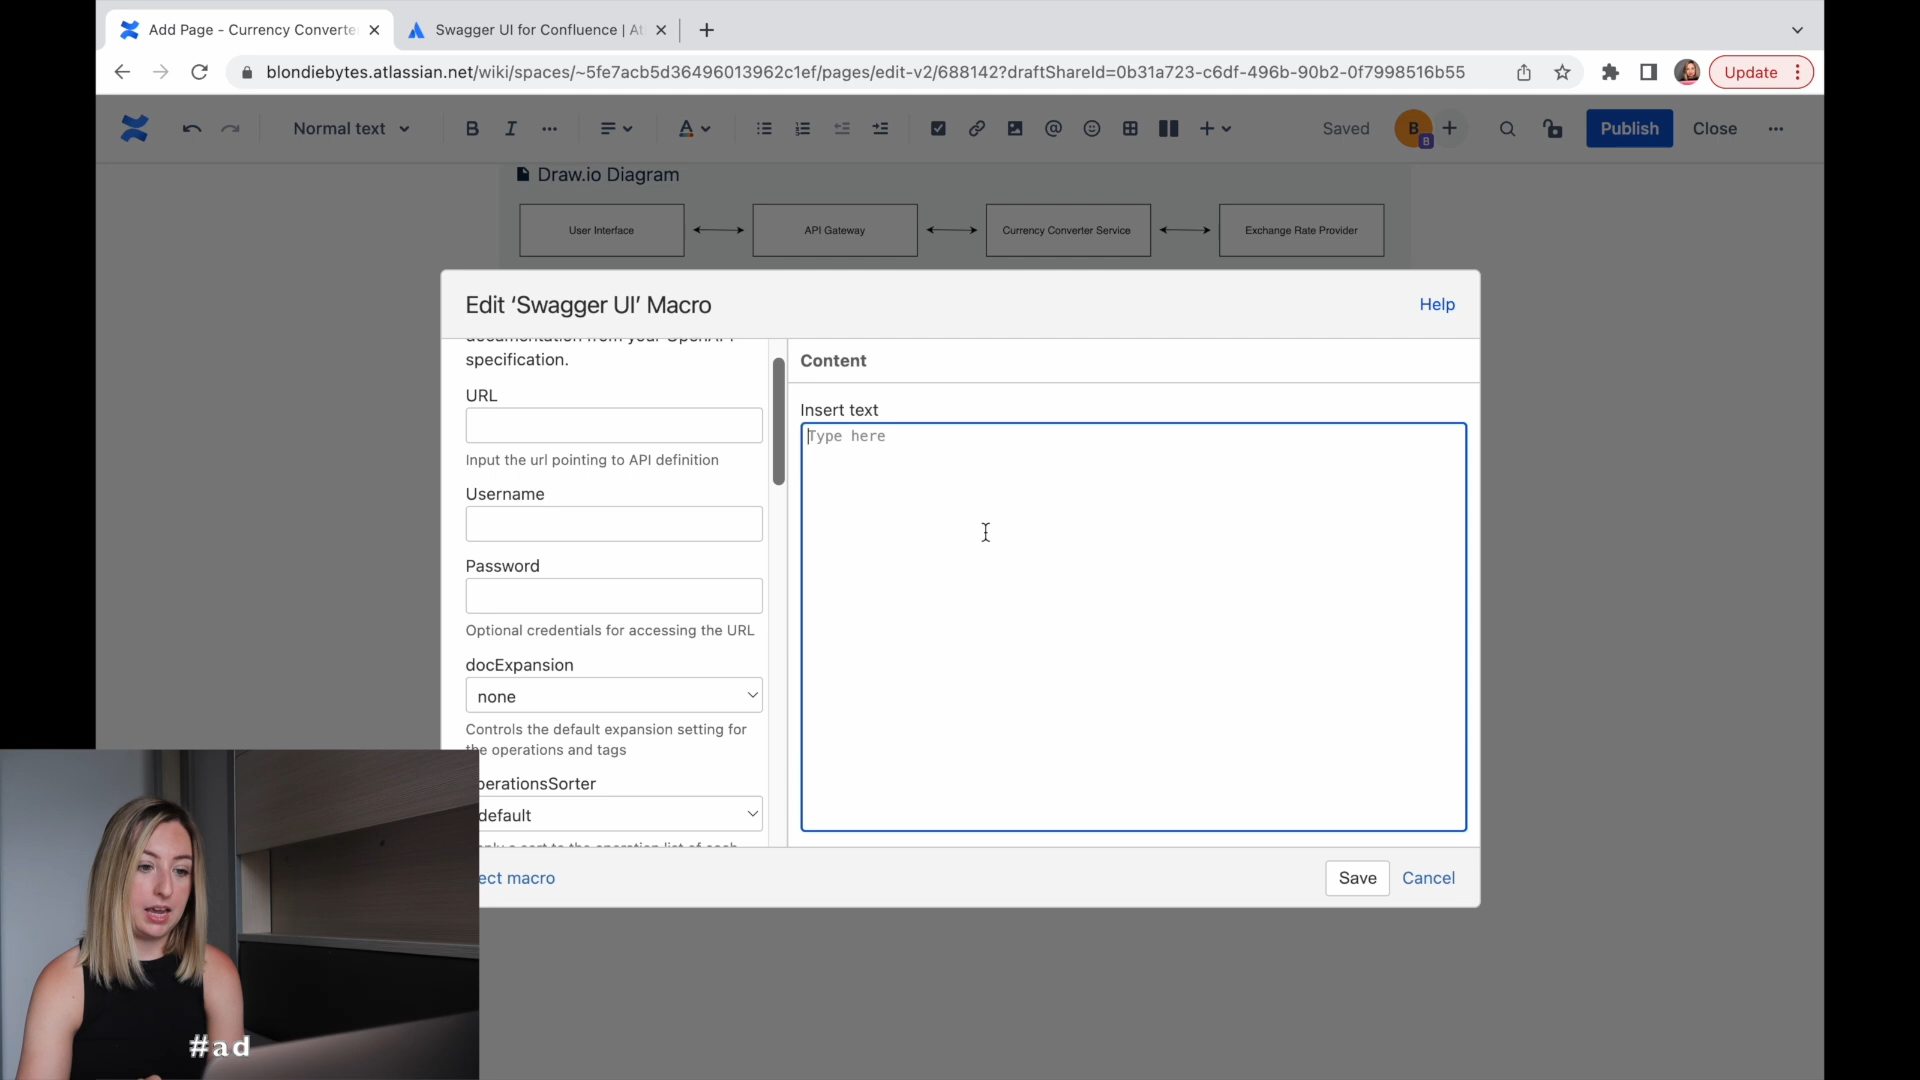 Add Page - Currency Converte
Swagger UI for Confluence | At
blondiebytes.atlassian.net/wiki/spaces/~5fe7acb5d36496013962c1ef/pages/edit-v2/688142?draftShareId=0b31a723-c6df-496b-90b2-0f7998516b55
Update
Normal text
B
I
A
Saved
B
B
Publish
Close
Draw.io Diagram
User Interface
API Gateway
Currency Converter Service
Exchange Rate Provider
Edit ‘Swagger UI’ Macro
Help
documentation from your OpenAPI
specification.
URL
Input the url pointing to API definition
Username
Password
Optional credentials for accessing the URL
docExpansion
none
Controls the default expansion setting for
the operations and tags
perationsSorter
default
Content
Insert text
Type here
ect macro
Save
Cancel
#ad